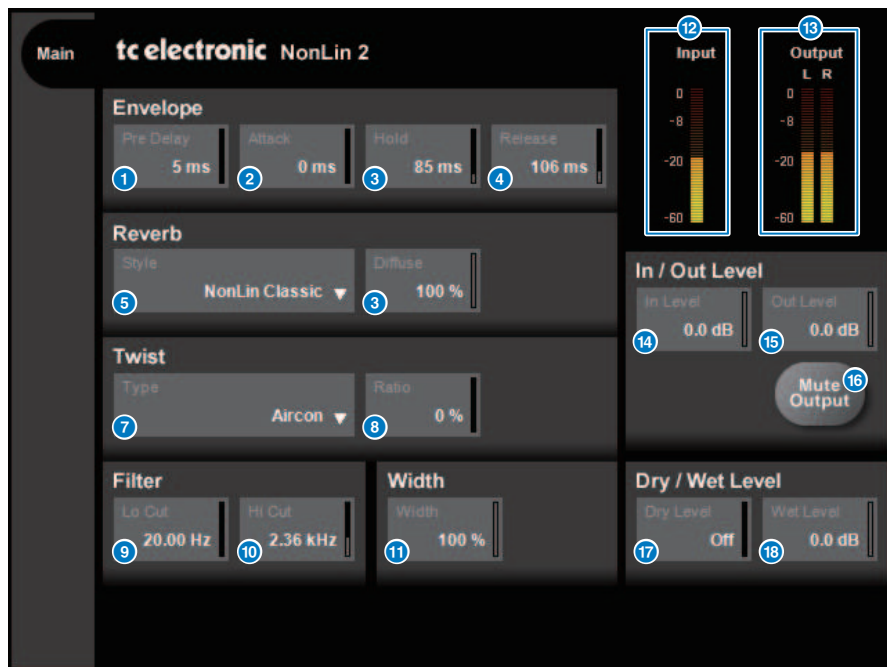 Main
tc electronic NonLin 2
12
Input
0
-8
-20
-60
13
Output
L R
0
-8
-20
-60
Envelope
Pre Delay
1 5 ms
Attack
2 0 ms
Hold
3 85 ms
Release
4 106 ms
Reverb
Style
5 NonLin Classic
Diffuse
3 100 %
Twist
Type
7 Aircon
Ratio
8 0 %
Filter
Lo Cut
9 20.00 Hz
Hi Cut
10 2.36 kHz
Width
Width
11 100 %
In / Out Level
In Level
14 0.0 dB
Out Level
15 0.0 dB
Mute 16
Output
Dry / Wet Level
Dry Level
17 Off
Wet Level
18 0.0 dB